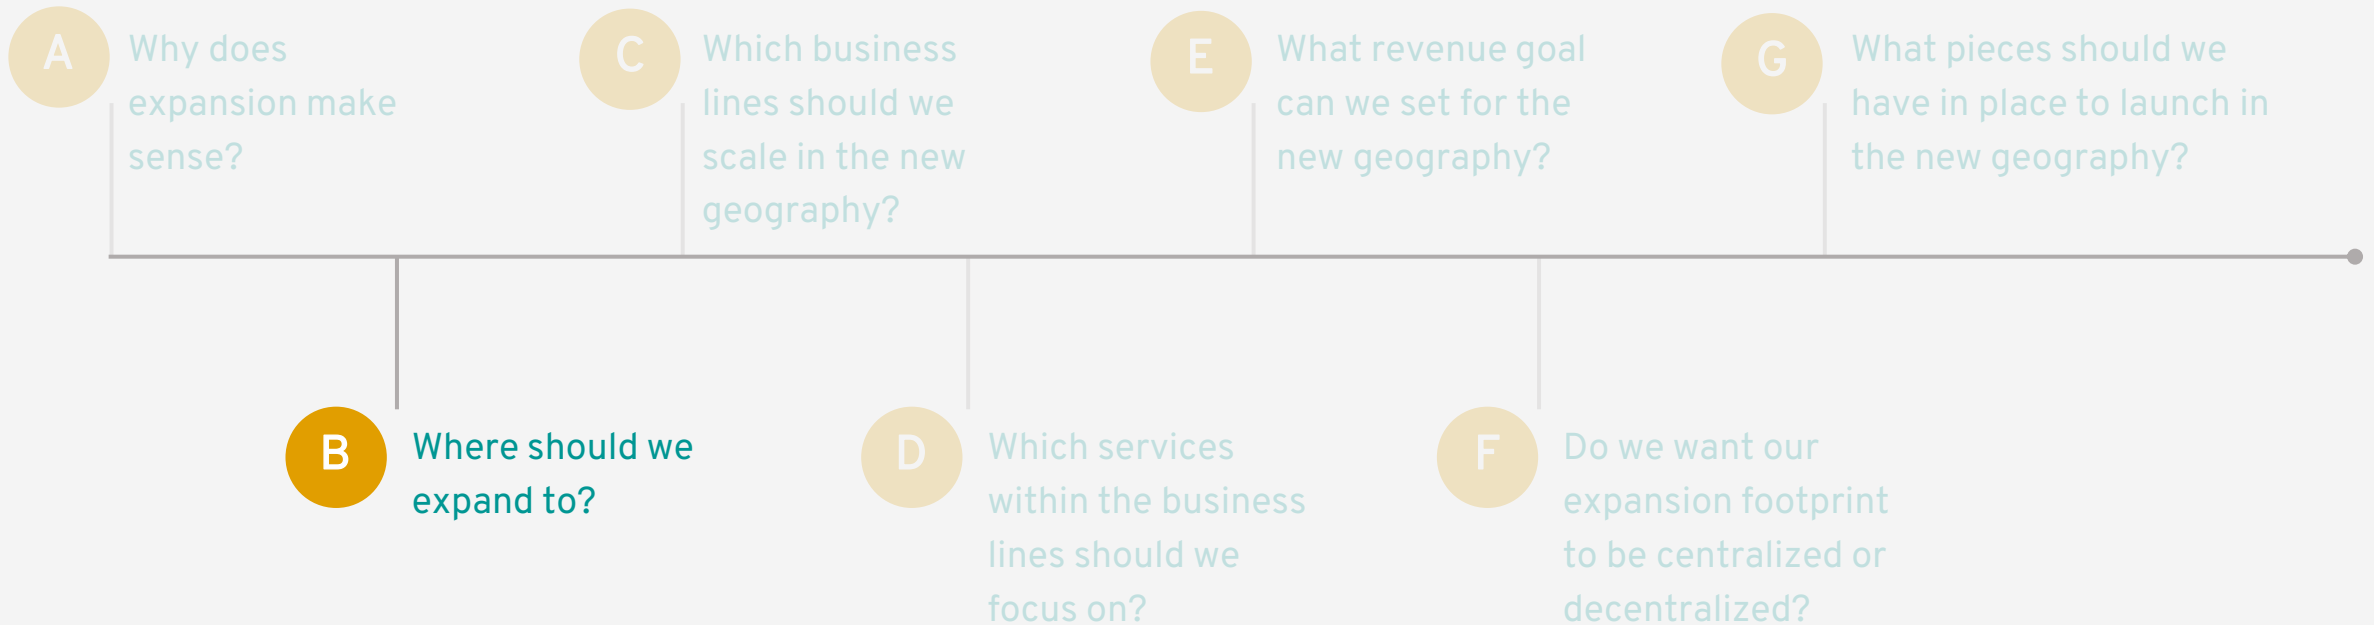 A
Why does
expansion make
sense?
B
Where should we
expand to?
C
Which business
lines should we
scale in the new
geography?
D
Which services
within the business
lines should we
focus on?
E
What revenue goal
can we set for the
new geography?
F
Do we want our
expansion footprint
to be centralized or
decentralized?
G
What pieces should we
have in place to launch in
the new geography?